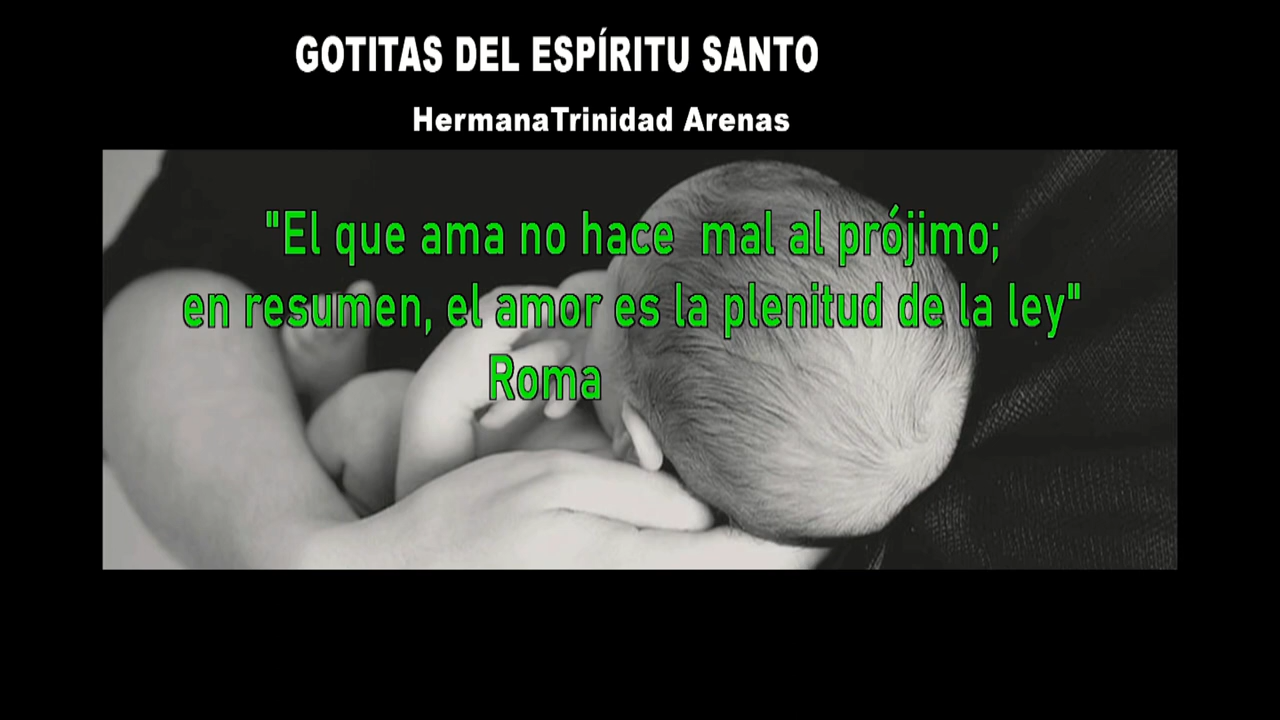 GOTITAS DEL ESPÍRITU SANTO
HermanaTrinidad Arenas
"El que ama no hace  mal al prójimo;
en resumen, el amor es la plenitud de la ley"
Roma